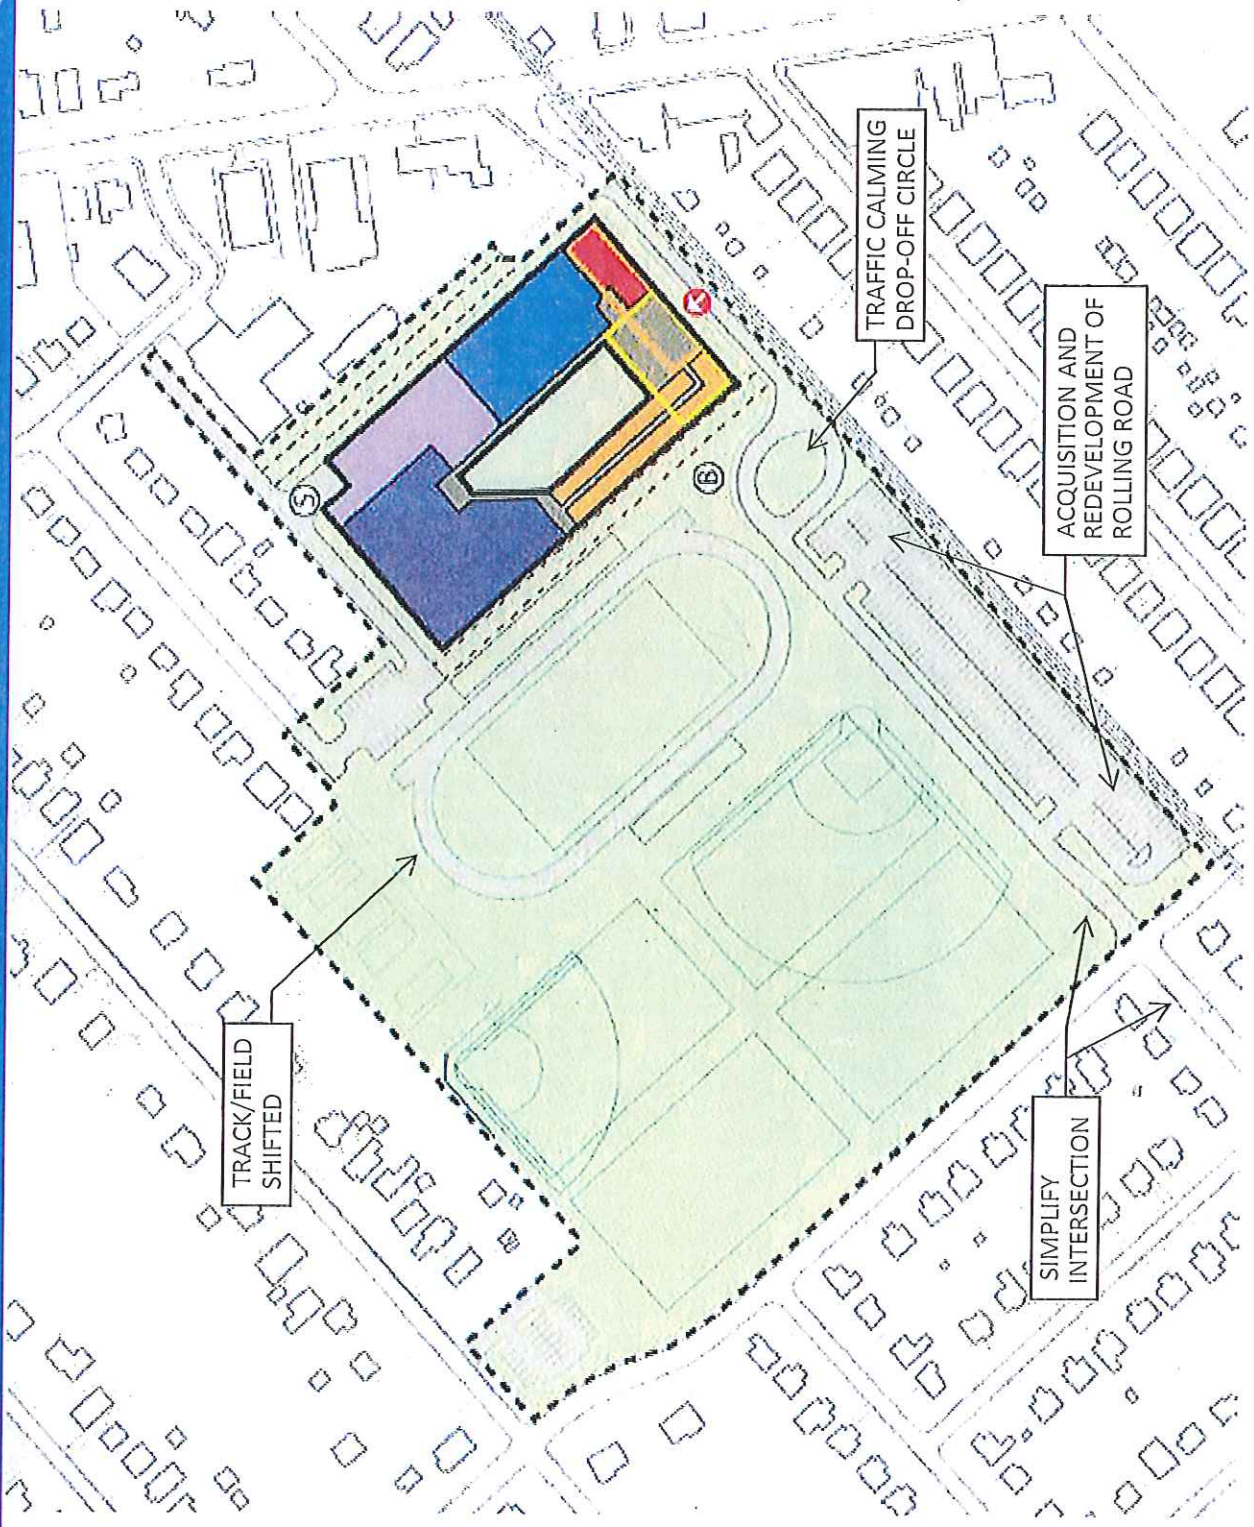 TRAFFIC CALMING
DROP-OFF CIRCLE
ACQUISITION AND
REDEVELOPMENT OF
ROLLING ROAD
TRACK/FIELD
SHIFTED
SIMPLIFY
INTERSECTION
S
B